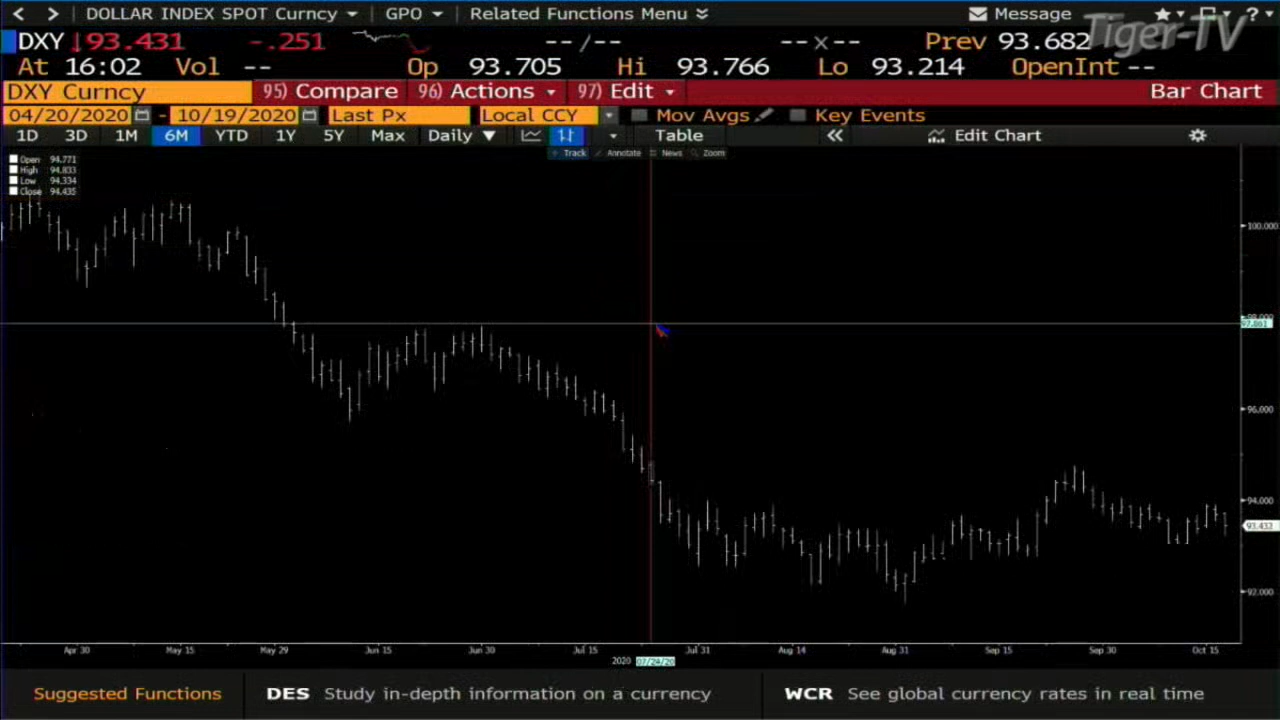 DOLLAR INDEX SPOT Curncy GPO Related Functions Menu Message ?
DXY ↓93.431 -.251 --/-- --x-- Prev 93.682 Tiger-TV
At 16:02 Vol -- Op 93.705 Hi 93.766 Lo 93.214 OpenInt --
DXY Curncy 95) Compare 96) Actions 97) Edit Bar Chart
04/20/2020 - 10/19/2020 Last Px Local CCY Mov Avgs Key Events
1D 3D 1M 6M YTD 1Y 5Y Max Daily ▼ Table « Edit Chart
Track Annotate News Zoom
Open 94.771
High 94.833
Low 94.334
Close 94.435
100.000
98.000
97.861
96.000
94.000
93.432
92.000
Apr 30 May 15 May 29 Jun 15 Jun 30 Jul 15 Jul 31 Aug 14 Aug 31 Sep 15 Sep 30 Oct 15
2020 07/24/20
Suggested Functions DES Study in-depth information on a currency WCR See global currency rates in real time